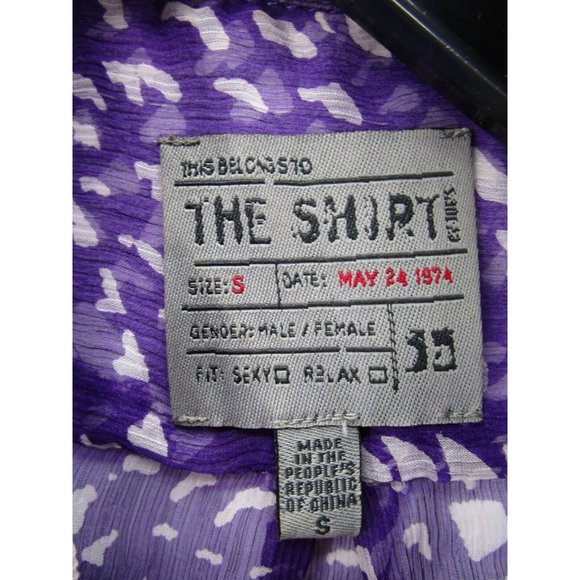 THIS BELONGS TO
THE SHIRT
SIZE: S DATE: MAY 24 1974
GENDER: MALE / FEMALE
FIT: SEXY RELAX
35
MADE
IN THE
PEOPLE'S
REPUBLIC
OF CHINA
S